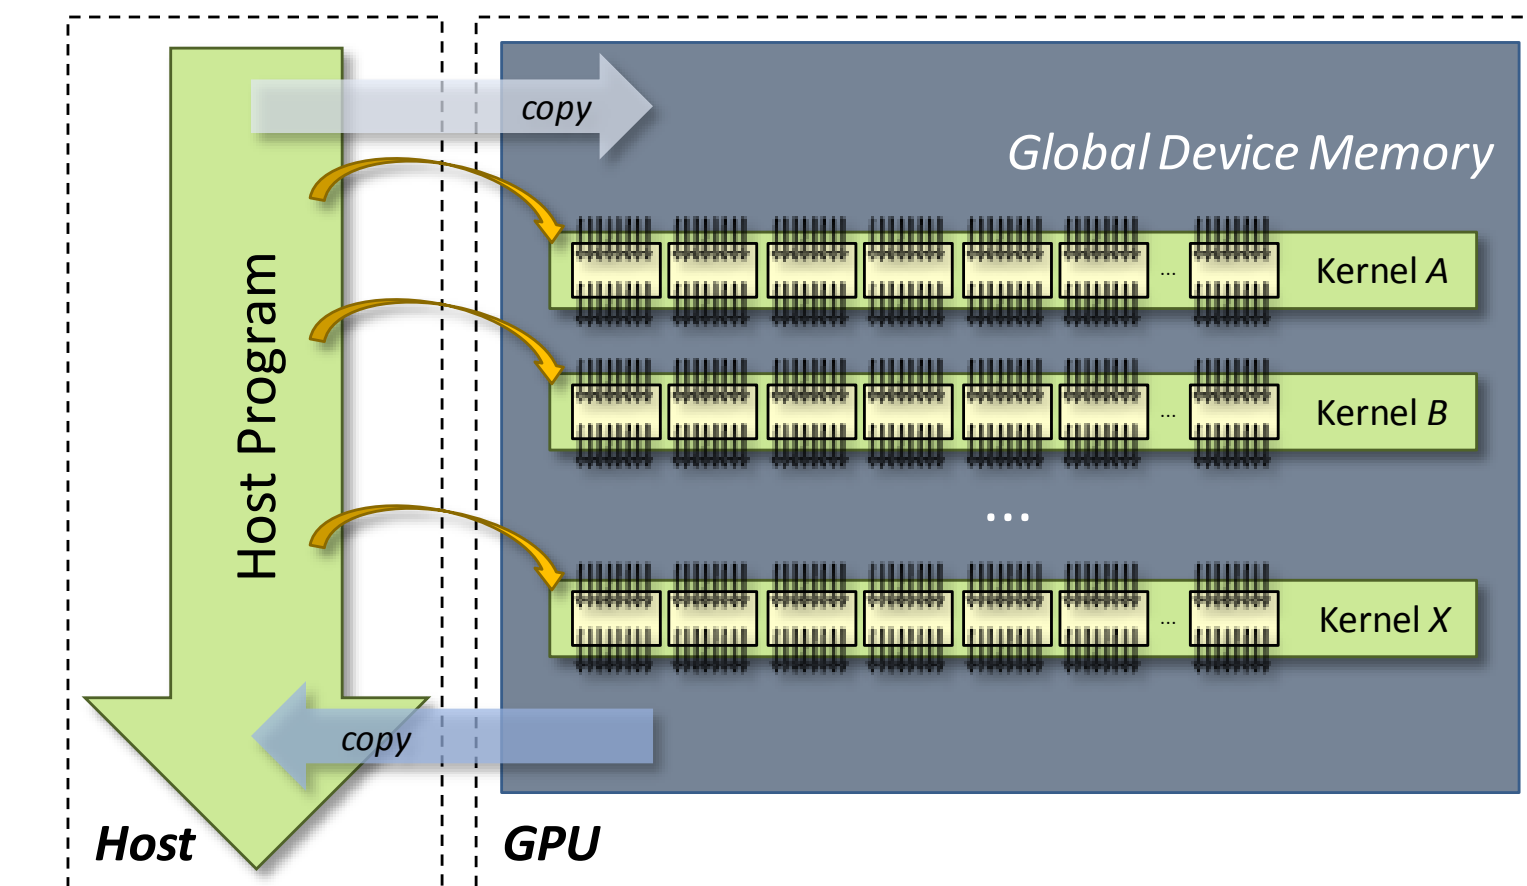 copy
Global Device Memory
Host Program
... Kernel A
... Kernel B
...
... Kernel X
copy
Host
GPU